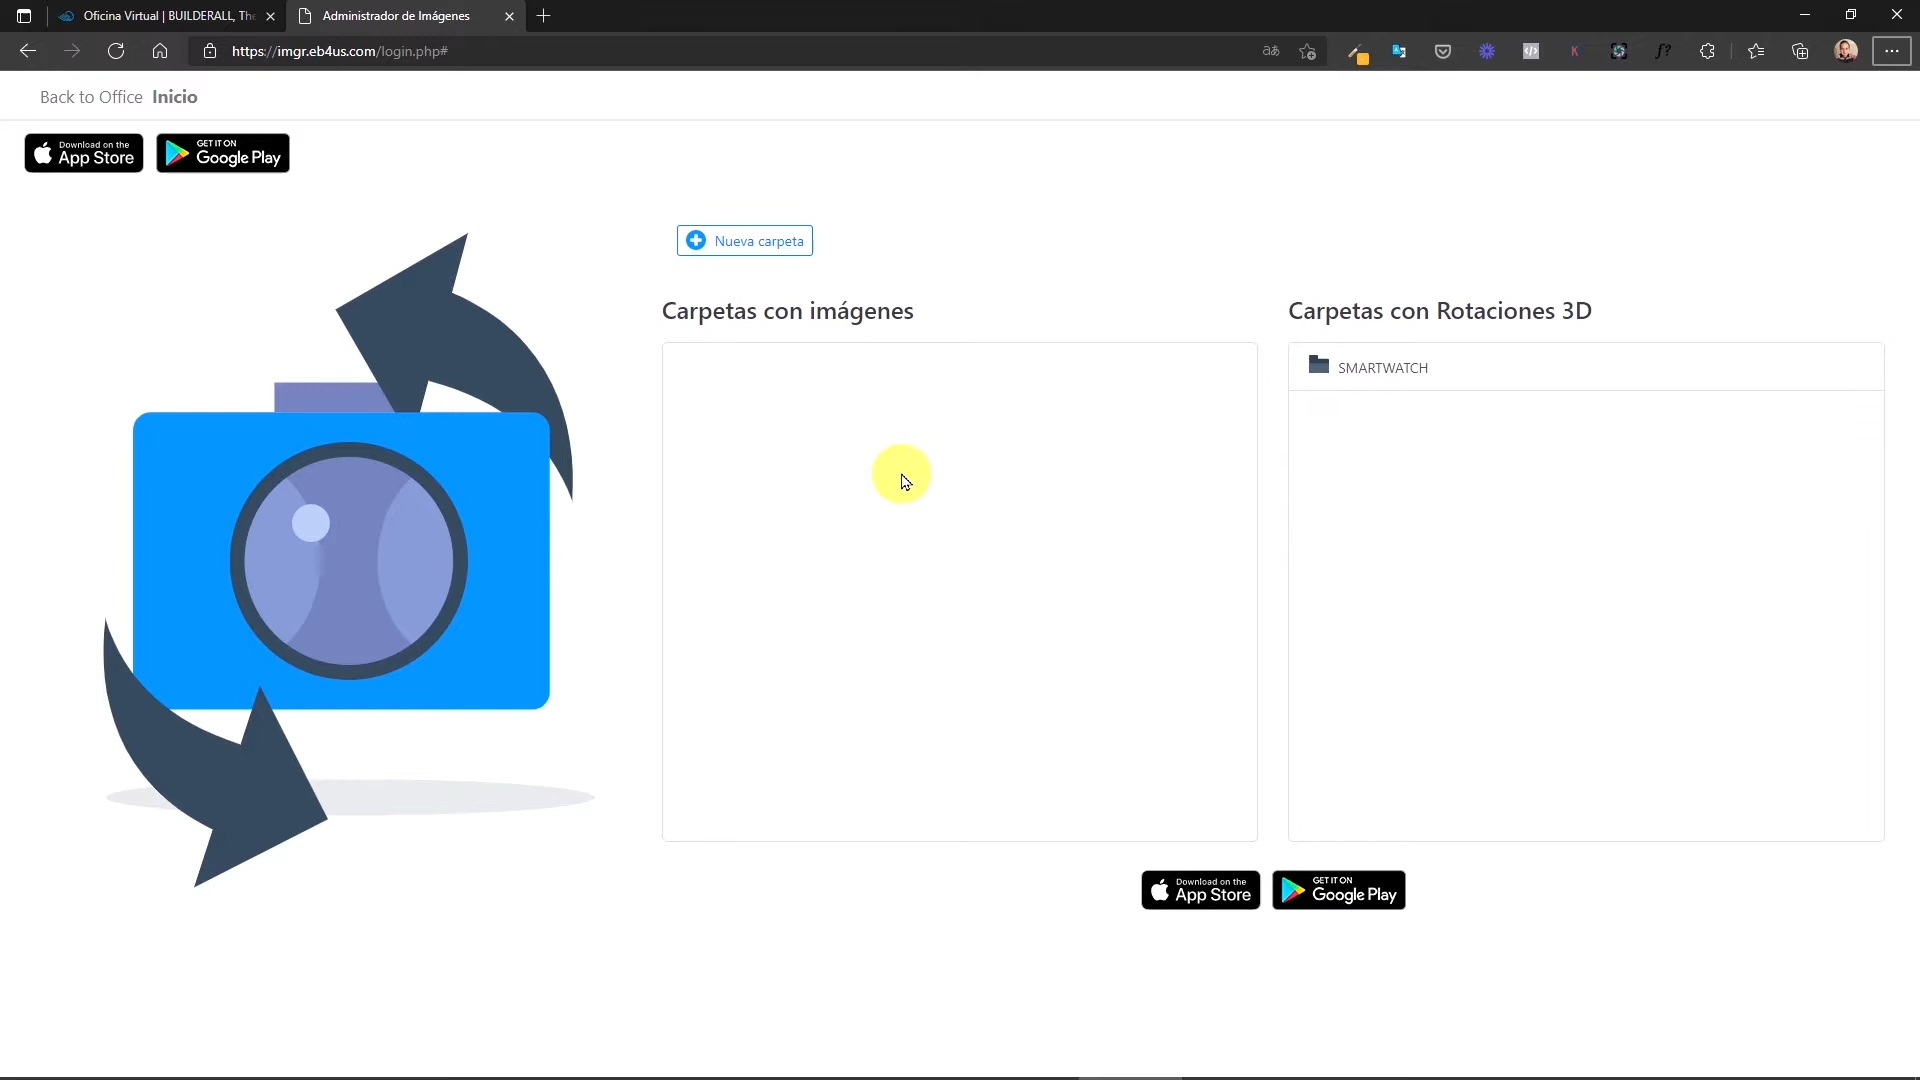 Oficina Virtual | BUILDERALL, The
Administrador de Imágenes
https://imgr.eb4us.com/login.php#
Back to Office Inicio
Download on the
App Store
GET IT ON
Google Play
Nueva carpeta
Carpetas con imágenes
Carpetas con Rotaciones 3D
SMARTWATCH
Download on the
App Store
GET IT ON
Google Play